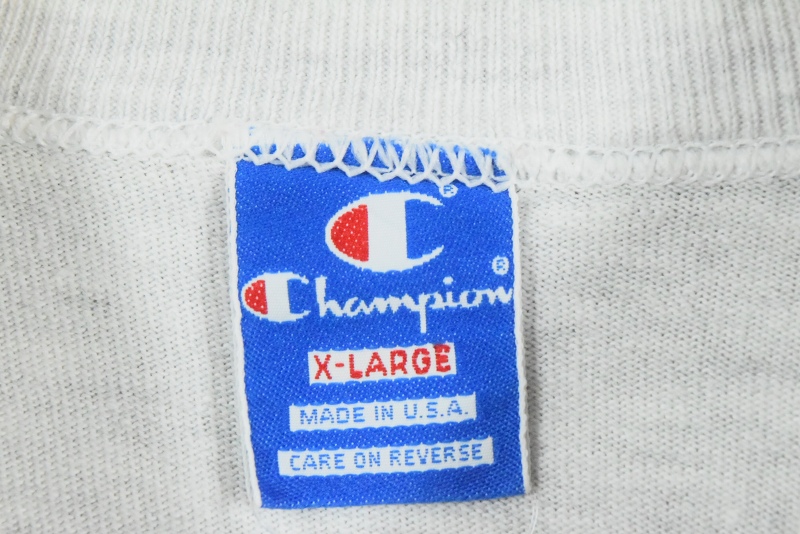 Champion®
X-LARGE
MADE IN U.S.A.
CARE ON REVERSE